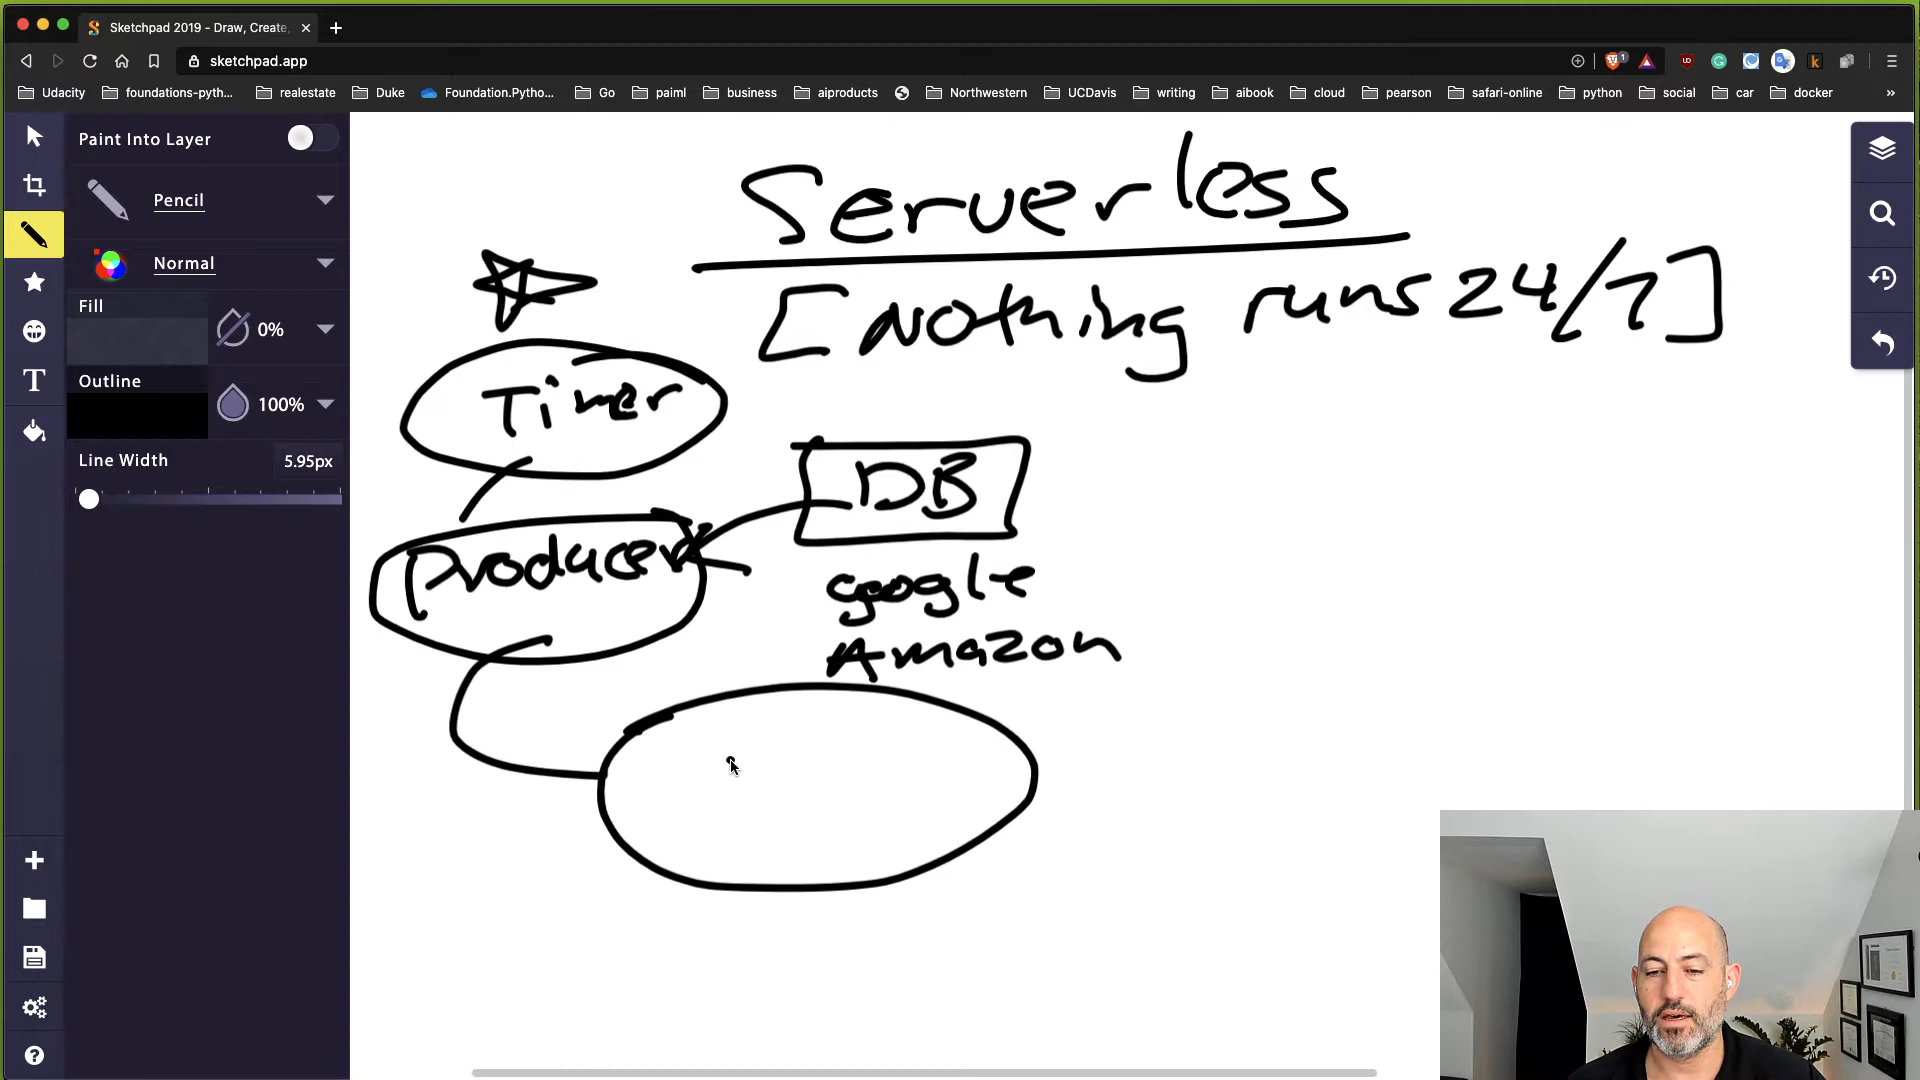 Sketchpad 2019 - Draw, Create,
sketchpad.app
1
Udacity
foundations-pyth...
realestate
Duke
Foundation.Pytho...
Go
paiml
business
aiproducts
Northwestern
UCDavis
writing
aibook
cloud
pearson
safari-online
python
social
car
docker
»
Paint Into Layer
Pencil
Normal
Fill
0%
Outline
100%
Line Width
5.95px
Serverless
[Nothing runs 24/7]
Timer
DB
Producer
google
Amazon